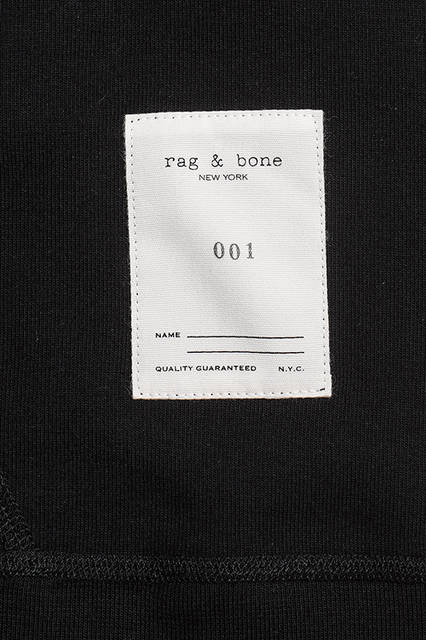 rag & bone
NEW YORK
001
NAME
QUALITY GUARANTEED N.Y.C.